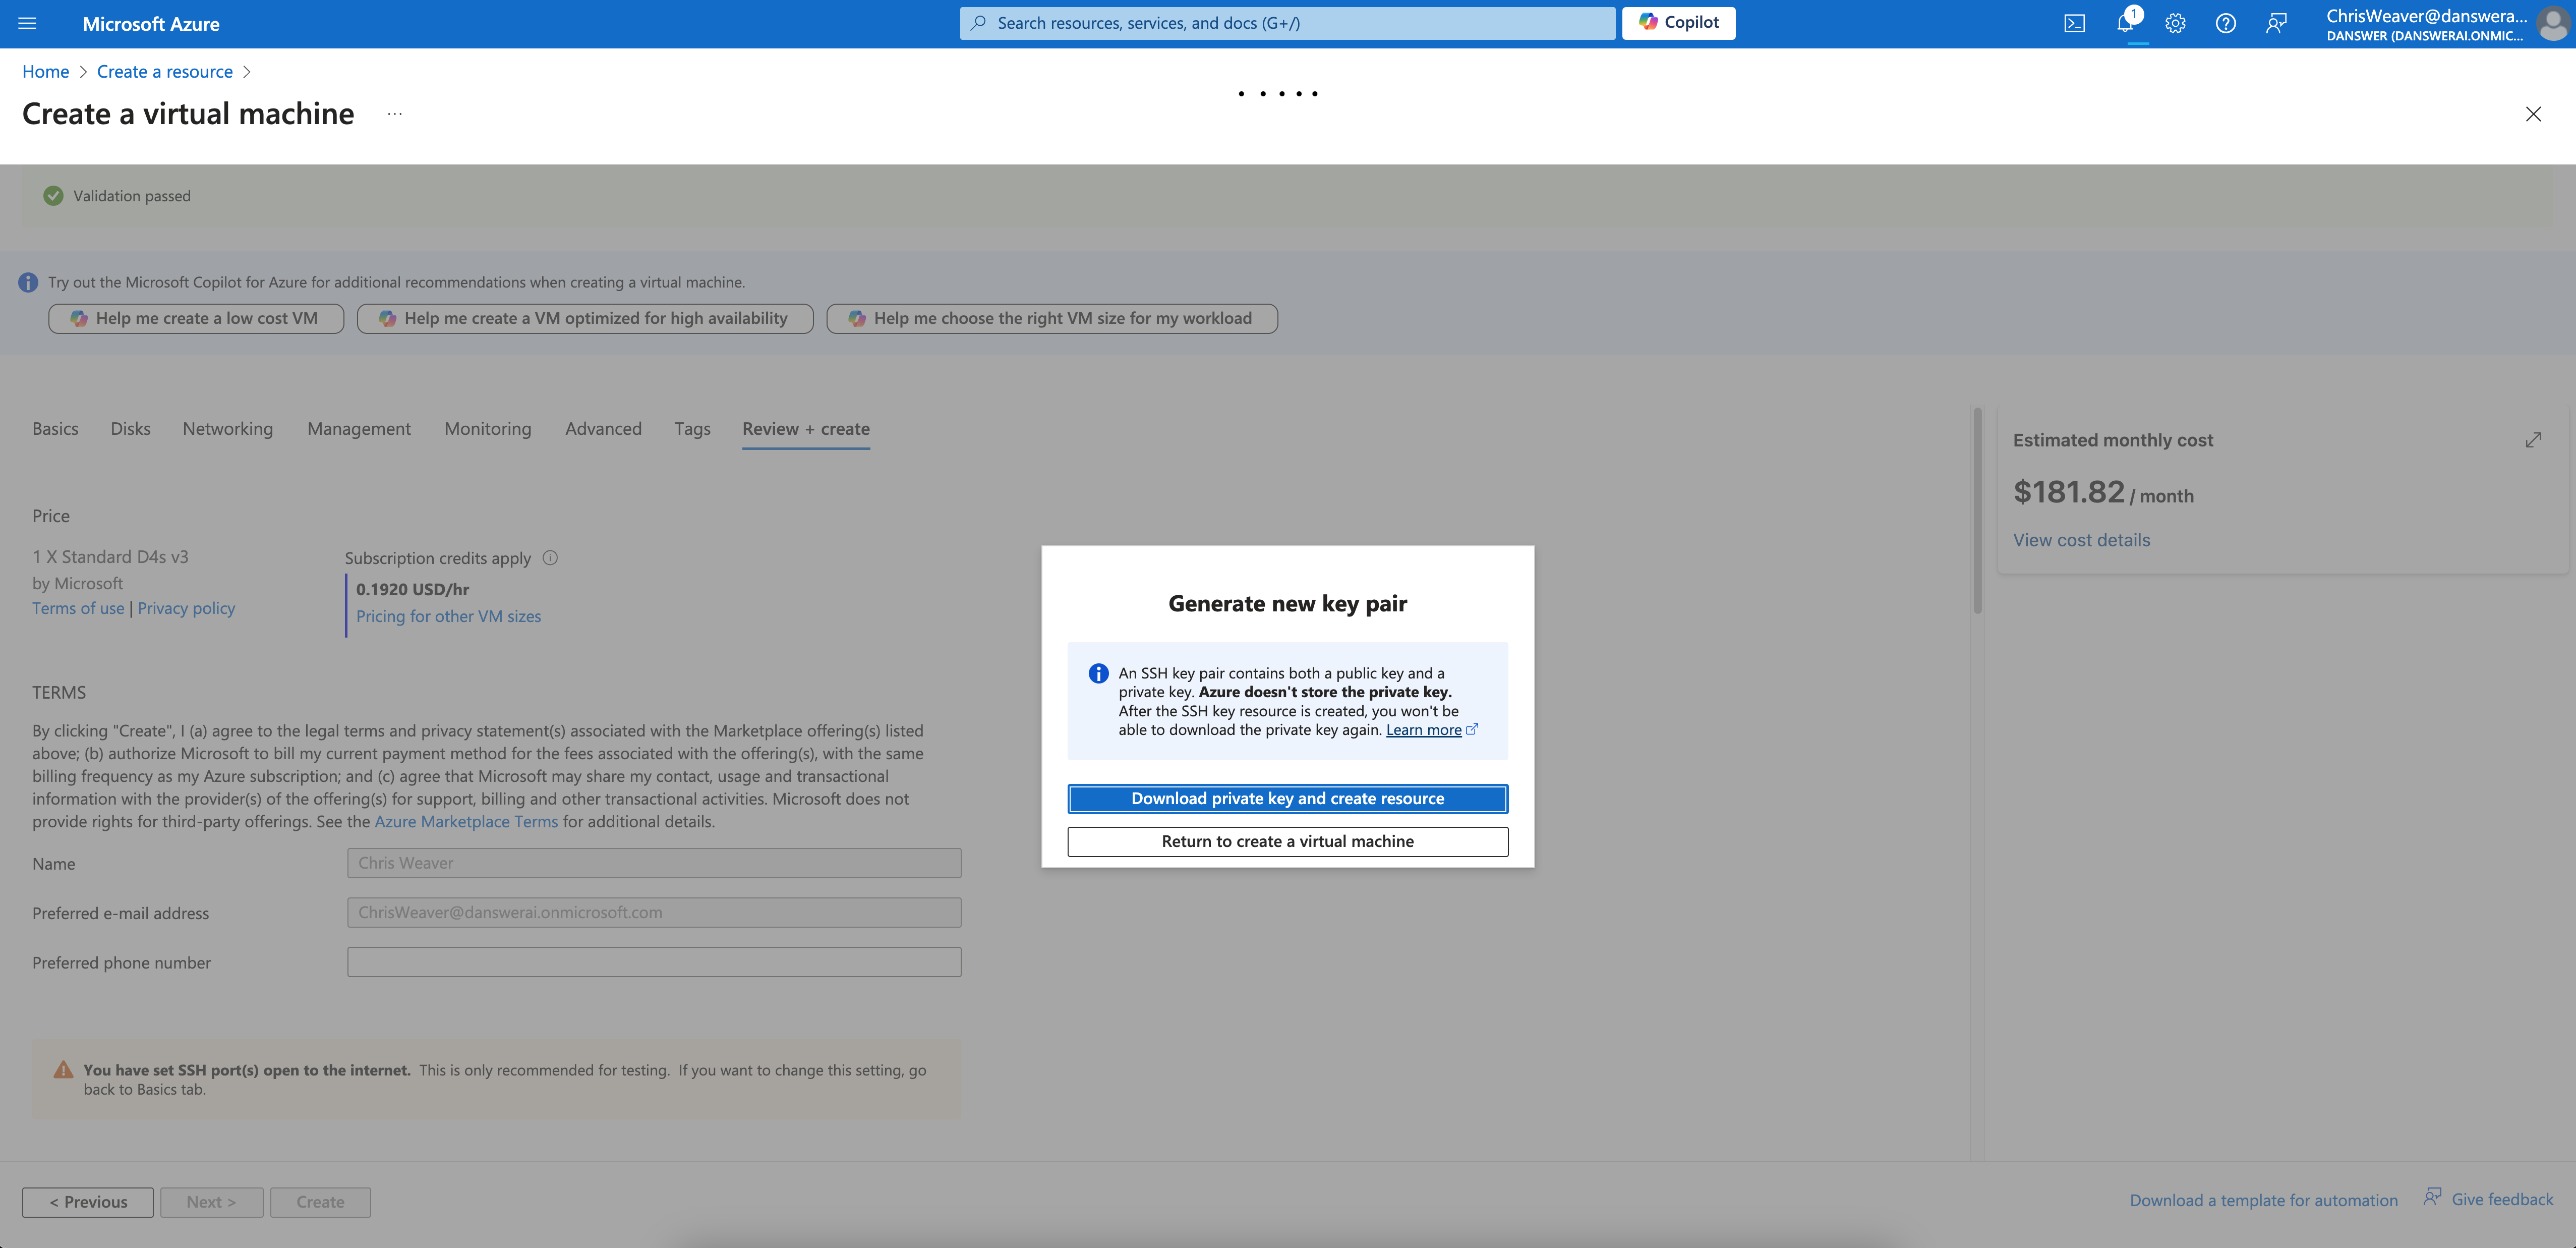 Microsoft Azure
Search resources, services, and docs (G+/)
Copilot
1
ChrisWeaver@danswera...
DANSWER (DANSWERAI.ONMIC...
Home > Create a resource >
Create a virtual machine ...
Validation passed
Try out the Microsoft Copilot for Azure for additional recommendations when creating a virtual machine.
Help me create a low cost VM
Help me create a VM optimized for high availability
Help me choose the right VM size for my workload
Basics Disks Networking Management Monitoring Advanced Tags Review + create
Price
1 X Standard D4s v3
by Microsoft
Terms of use | Privacy policy
Subscription credits apply
0.1920 USD/hr
Pricing for other VM sizes
TERMS
By clicking "Create", I (a) agree to the legal terms and privacy statement(s) associated with the Marketplace offering(s) listed
above; (b) authorize Microsoft to bill my current payment method for the fees associated with the offering(s), with the same
billing frequency as my Azure subscription; and (c) agree that Microsoft may share my contact, usage and transactional
information with the provider(s) of the offering(s) for support, billing and other transactional activities. Microsoft does not
provide rights for third-party offerings. See the Azure Marketplace Terms for additional details.
Name
Chris Weaver
Preferred e-mail address
ChrisWeaver@danswerai.onmicrosoft.com
Preferred phone number
You have set SSH port(s) open to the internet. This is only recommended for testing. If you want to change this setting, go
back to Basics tab.
Generate new key pair
An SSH key pair contains both a public key and a
private key. Azure doesn't store the private key.
After the SSH key resource is created, you won't be
able to download the private key again. Learn more
Download private key and create resource
Return to create a virtual machine
Estimated monthly cost
$181.82 / month
View cost details
< Previous
Next >
Create
Download a template for automation
Give feedback